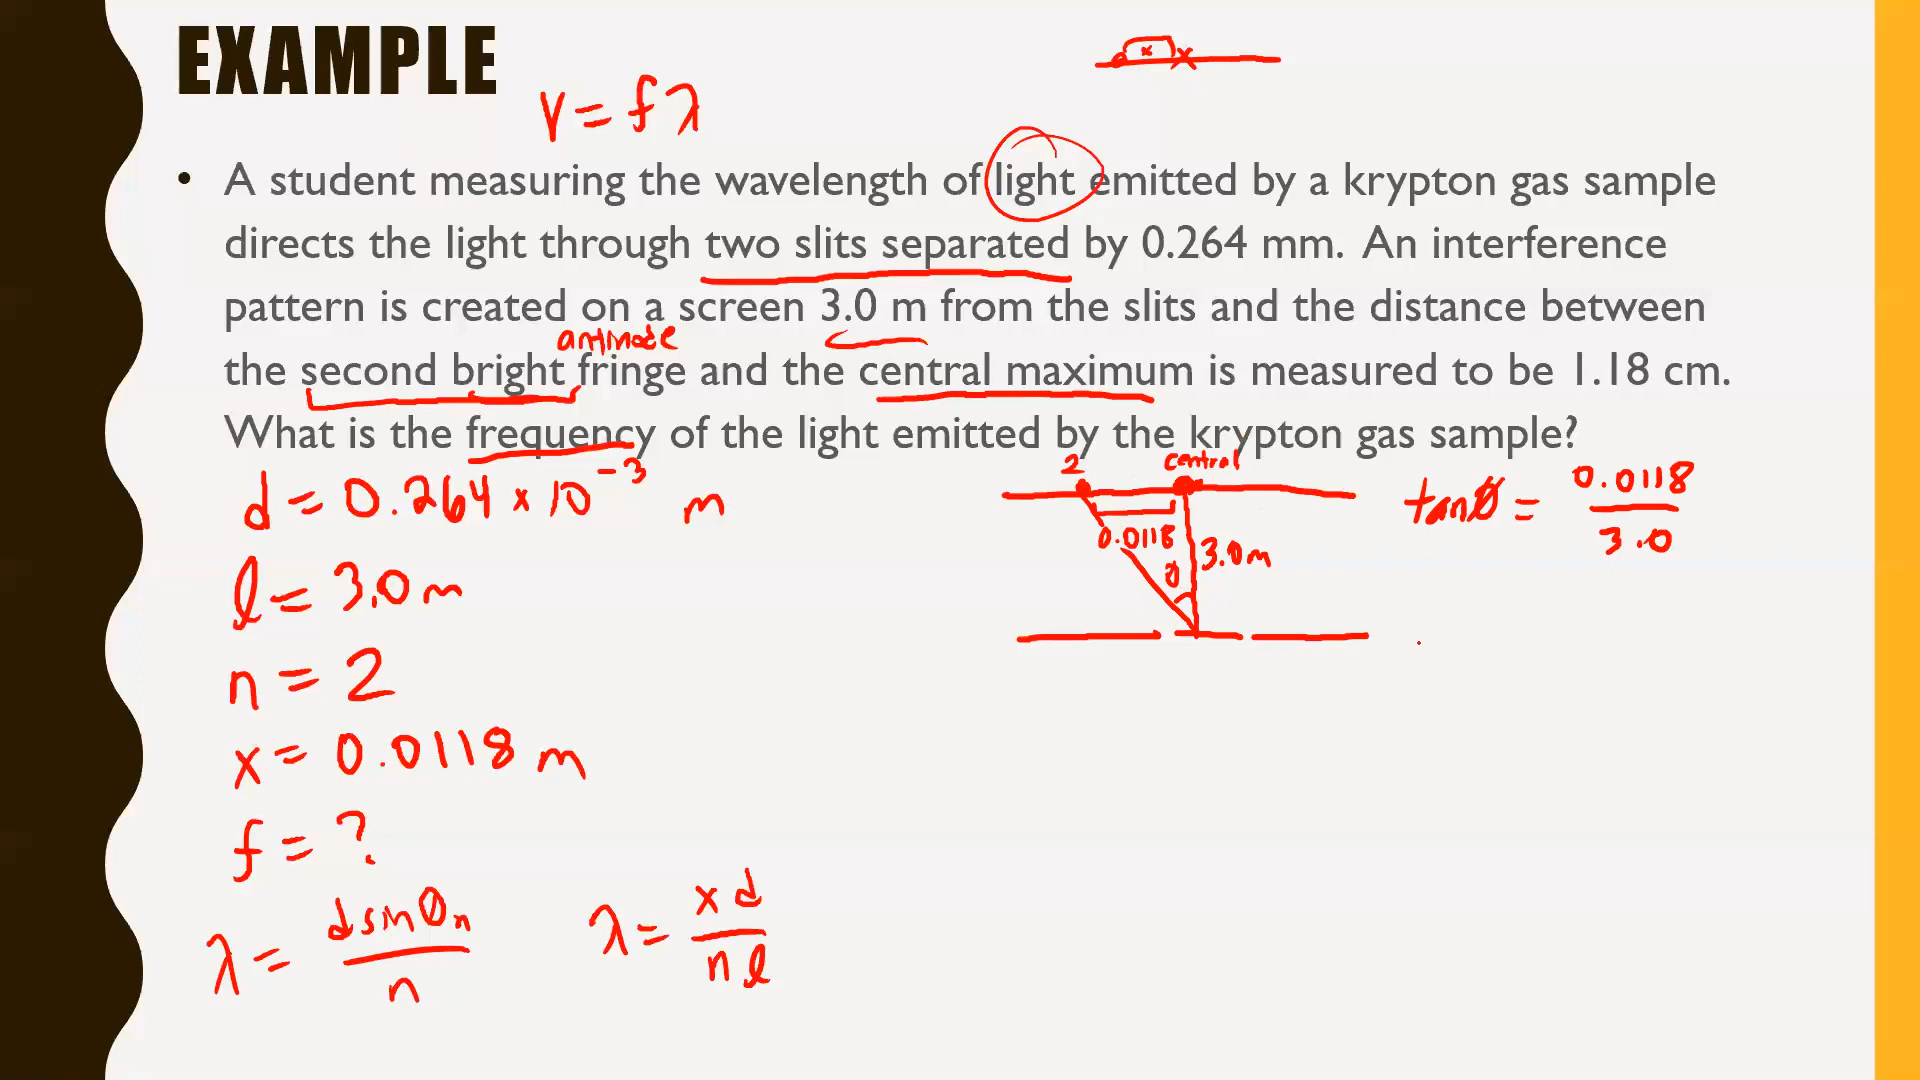 EXAMPLE
x x
v = fλ
• A student measuring the wavelength of light emitted by a krypton gas sample
directs the light through two slits separated by 0.264 mm. An interference
pattern is created on a screen 3.0 m from the slits and the distance between
antinode
the second bright fringe and the central maximum is measured to be 1.18 cm.
What is the frequency of the light emitted by the krypton gas sample?
d = 0.264 × 10⁻³ m
l = 3.0 m
n = 2
x = 0.0118 m
f = ?
λ = d sin θₙ / n
λ = x d / n l
2 central
0.0118
θ 3.0 m
tan θ = 0.0118 / 3.0